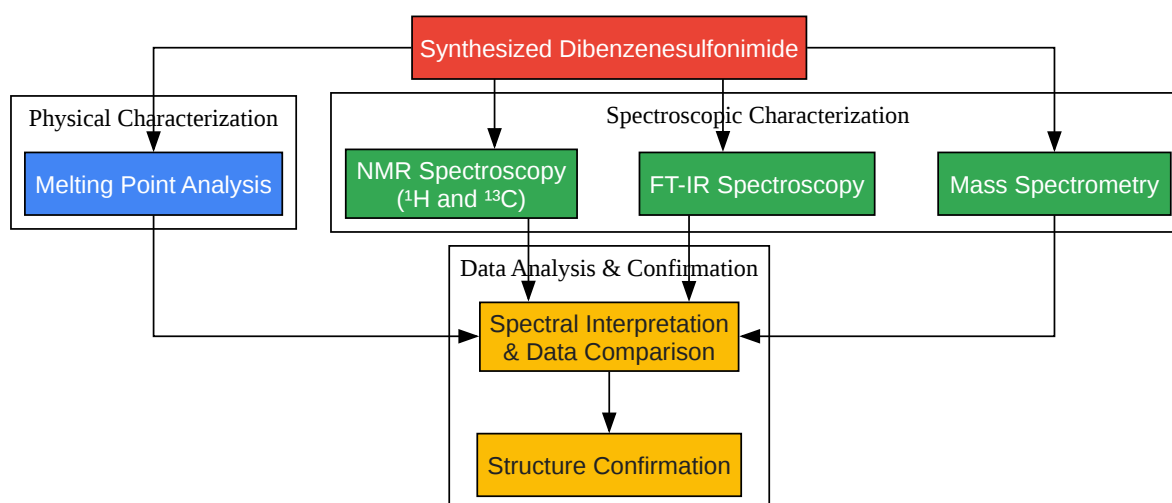 Synthesized Dibenzenesulfonimide
Physical Characterization
Spectroscopic Characterization
Melting Point Analysis
NMR Spectroscopy
(¹H and ¹³C)
FT-IR Spectroscopy
Mass Spectrometry
Data Analysis & Confirmation
Spectral Interpretation
& Data Comparison
Structure Confirmation